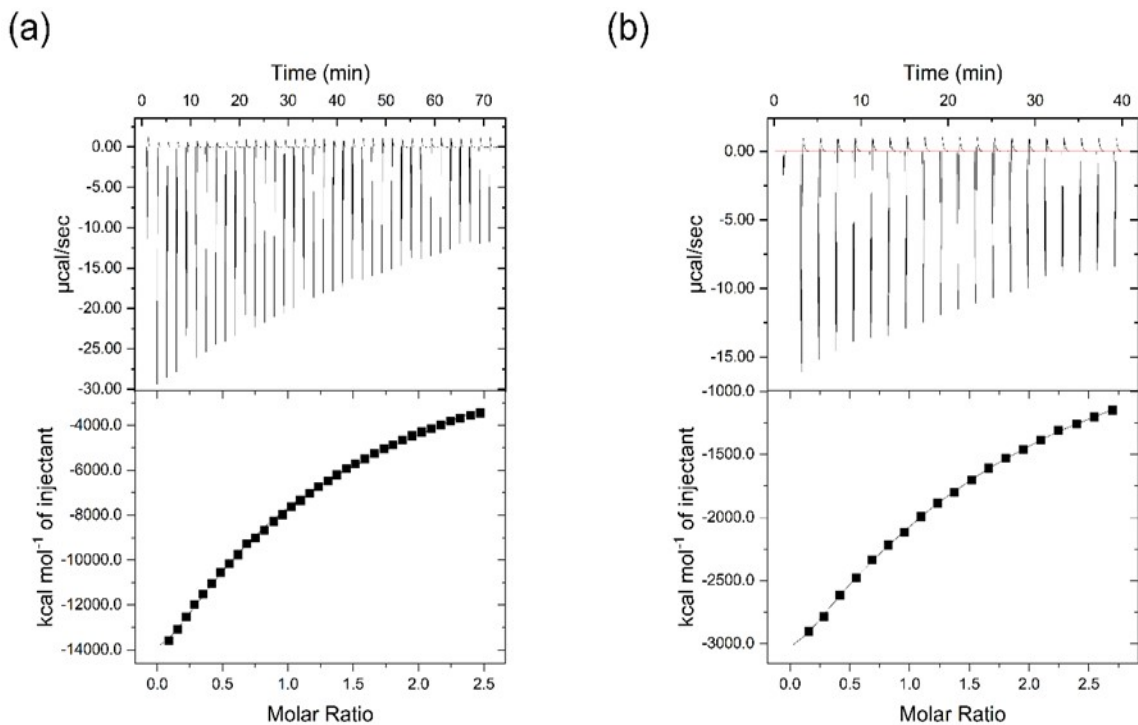 (a)
Time (min)
0 10 20 30 40 50 60 70
0.00
-5.00
-10.00
-15.00
-20.00
-25.00
-30.00
µcal/sec
-4000.0
-6000.0
-8000.0
-10000.0
-12000.0
-14000.0
kcal mol⁻¹ of injectant
0.0 0.5 1.0 1.5 2.0 2.5
Molar Ratio
(b)
Time (min)
0 10 20 30 40
0.00
-5.00
-10.00
-15.00
µcal/sec
-1000.0
-1500.0
-2000.0
-2500.0
-3000.0
kcal mol⁻¹ of injectant
0.0 0.5 1.0 1.5 2.0 2.5
Molar Ratio